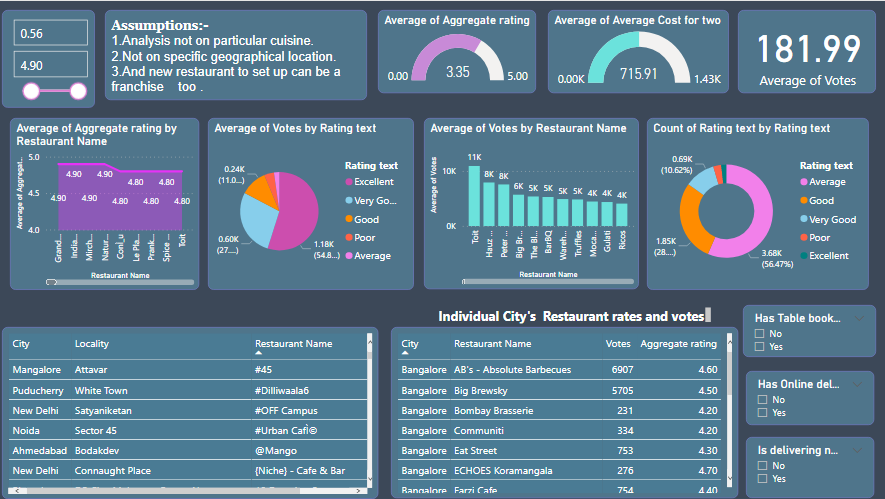 0.56
4.90
Assumptions:-
1.Analysis not on particular cuisine.
2.Not on specific geographical location.
3.And new restaurant to set up can be a
franchise too .
Average of Aggregate rating
0.00
3.35
5.00
Average of Average Cost for two
0.00K
715.91
1.43K
181.99
Average of Votes
Average of Aggregate rating by
Restaurant Name
Average of Aggregat...
5.0
4.5
4.0
4.90
4.90
4.90
4.90
4.90
4.80
4.80
4.80
4.80
Grand...
India...
Mirch...
Natur...
Coni_u
Le Pla...
Prank...
Spice ...
Toit
Restaurant Name
Average of Votes by Rating text
0.24K
(11.0...)
0.60K
(27....)
1.18K
(54.8...)
Rating text
Excellent
Very Go...
Good
Poor
Average
Average of Votes by Restaurant Name
Average of Votes
10K
0K
11K
8K
8K
6K
5K
5K
5K
5K
4K
4K
Toit
Hauz ...
Peter ...
Big Br...
The Bl...
BarBQ
Wareh...
Truffles
Moca...
Gulati
Ricos
Restaurant Name
Count of Rating text by Rating text
0.69K
(10.62%)
1.85K
(28....)
3.68K
(56.47%)
Rating text
Average
Good
Very Good
Poor
Excellent
Individual City's Restaurant rates and votes
City Locality Restaurant Name
Mangalore Attavar #45
Puducherry White Town #Dilliwaala6
New Delhi Satyaniketan #OFF Campus
Noida Sector 45 #Urban Caf©
Ahmedabad Bodakdev @Mango
New Delhi Connaught Place {Niche} - Cafe & Bar
City Restaurant Name Votes Aggregate rating
Bangalore AB's - Absolute Barbecues 6907 4.60
Bangalore Big Brewsky 5705 4.50
Bangalore Bombay Brasserie 231 4.20
Bangalore Communiti 334 4.20
Bangalore Eat Street 753 4.30
Bangalore ECHOES Koramangala 276 4.70
Bangalore Farzi Cafe 754 4.40
Has Table book...
No
Yes
Has Online del...
No
Yes
Is delivering n...
No
Yes